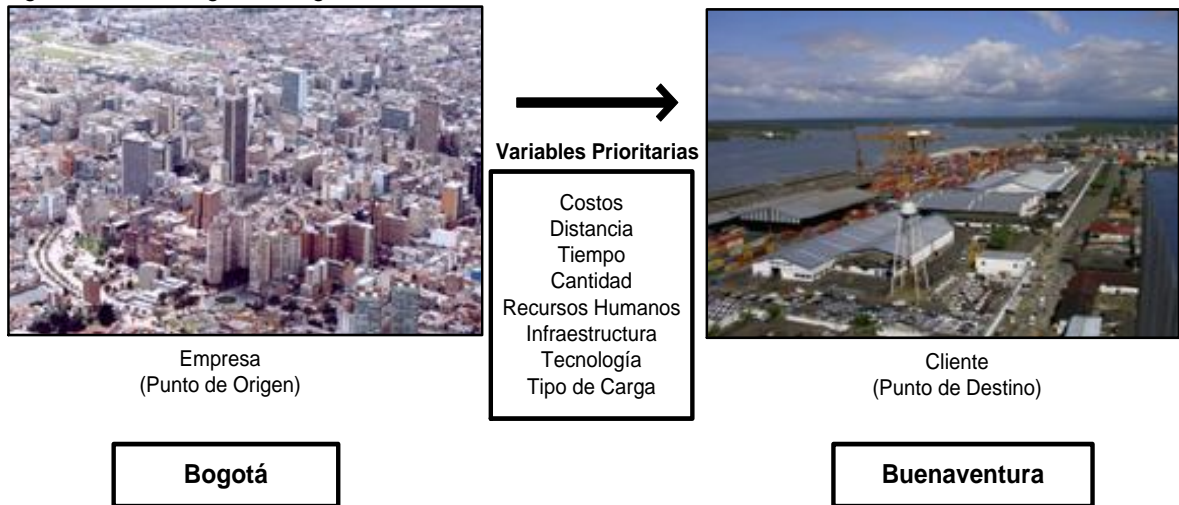 Variables Prioritarias
Costos
Distancia
Tiempo
Cantidad
Recursos Humanos
Infraestructura
Tecnología
Tipo de Carga
Empresa
(Punto de Origen)
Cliente
(Punto de Destino)
Bogotá
Buenaventura